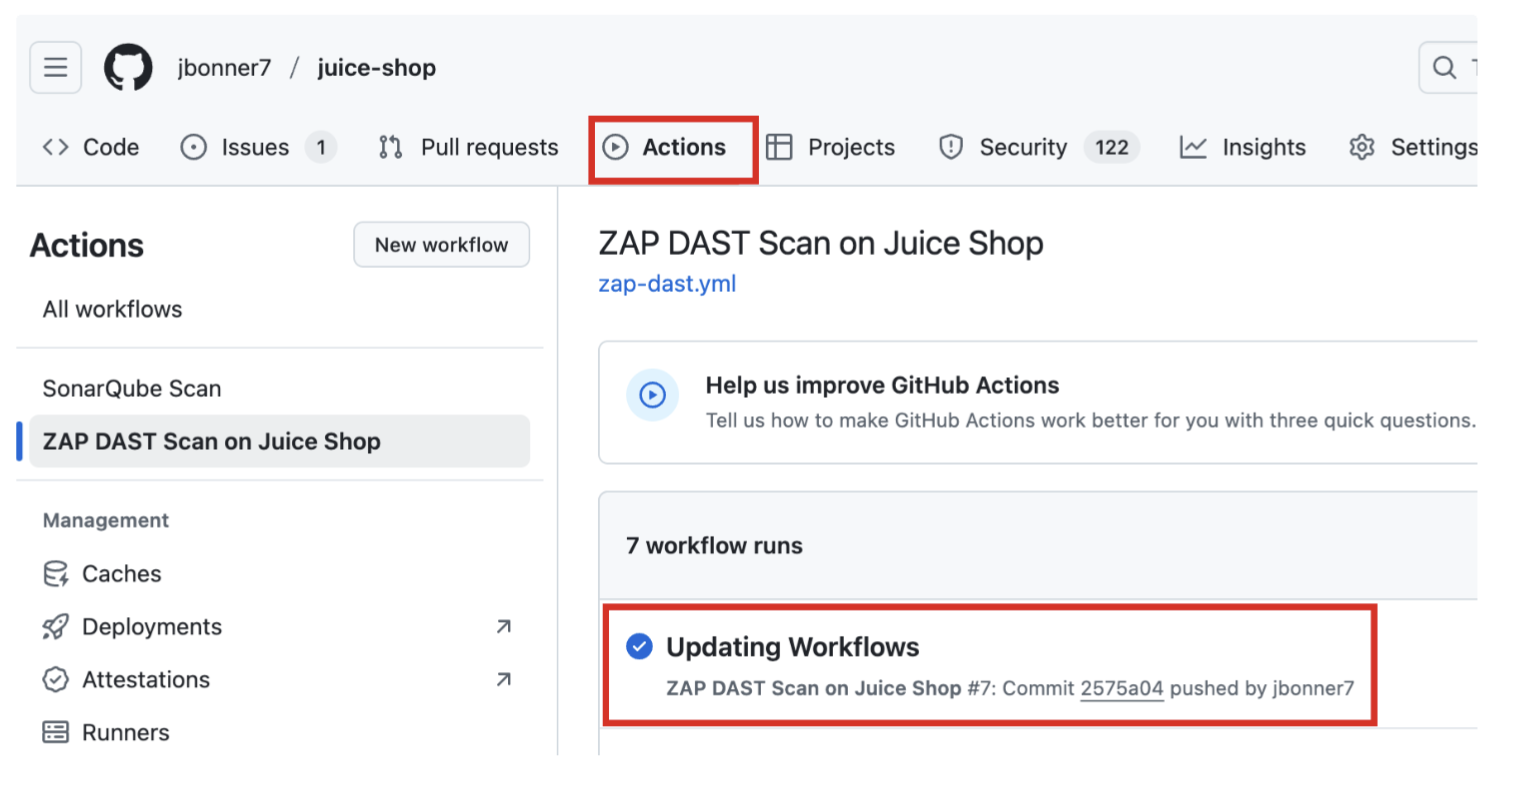 jbonner7 / juice-shop
Code Issues 1 Pull requests Actions Projects Security 122 Insights Settings
Actions
New workflow
All workflows
SonarQube Scan
ZAP DAST Scan on Juice Shop
Management
Caches
Deployments
Attestations
Runners
ZAP DAST Scan on Juice Shop
zap-dast.yml
Help us improve GitHub Actions
Tell us how to make GitHub Actions work better for you with three quick questions.
7 workflow runs
Updating Workflows
ZAP DAST Scan on Juice Shop #7: Commit 2575a04 pushed by jbonner7